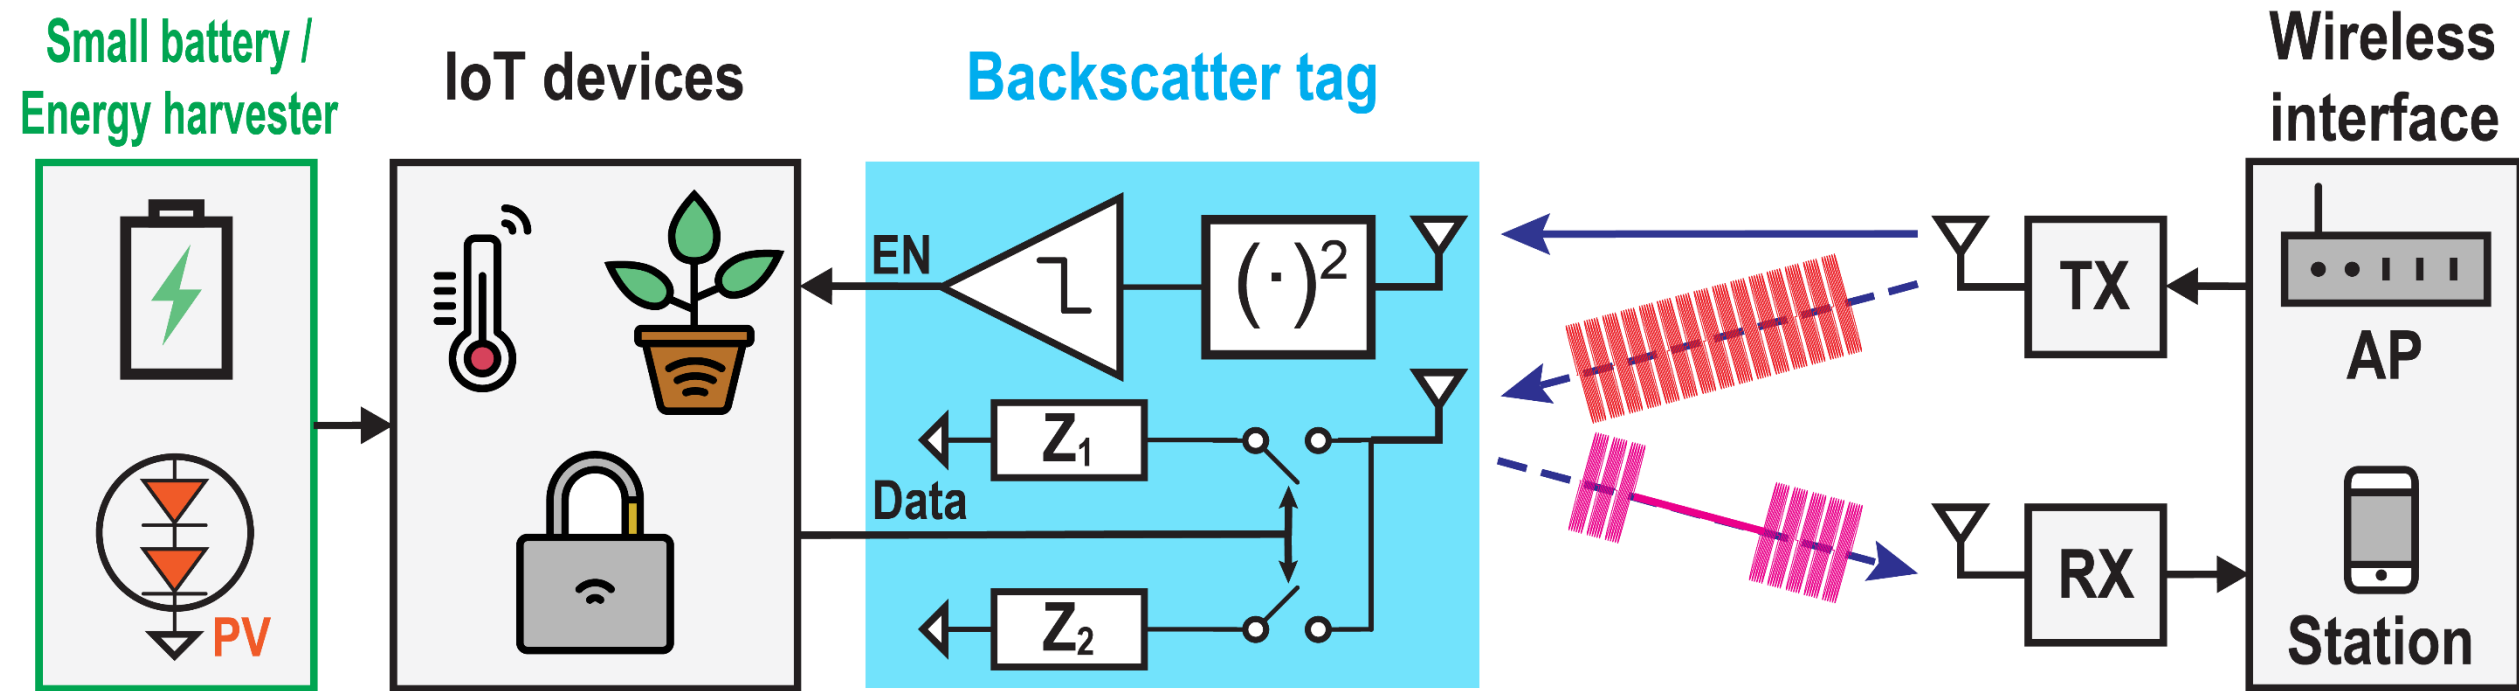 Small battery /
Energy harvester
IoT devices
Backscatter tag
Wireless
interface
EN
(·)²
TX
AP
Z₁
Data
PV
Z₂
RX
Station